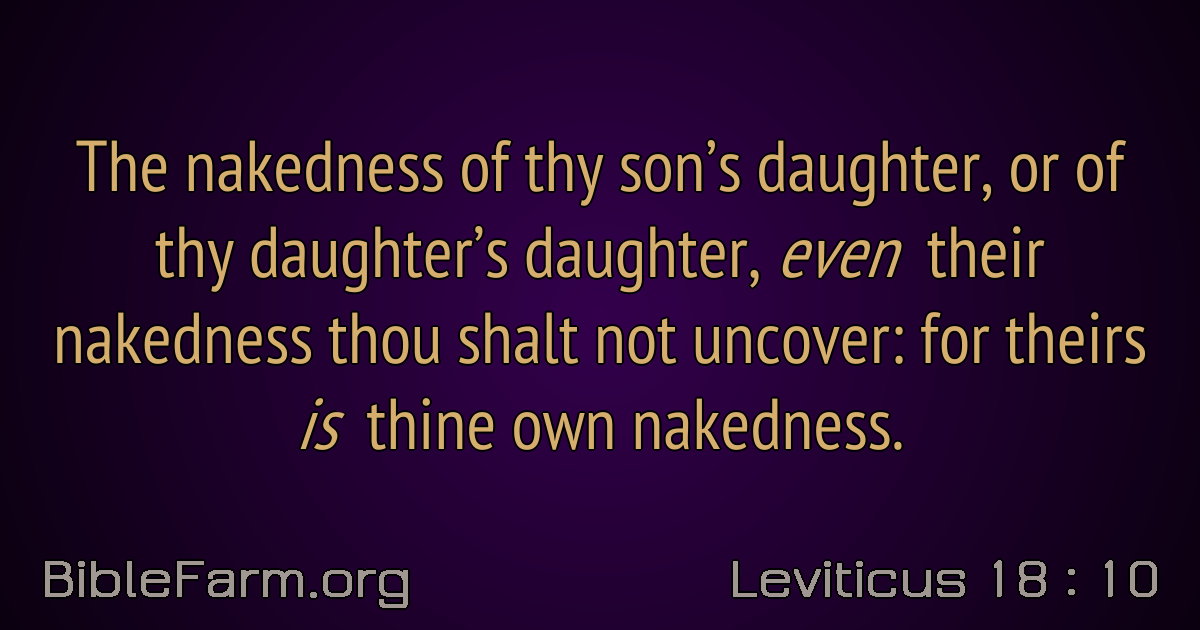 The nakedness of thy son’s daughter, or of
thy daughter’s daughter, even their
nakedness thou shalt not uncover: for theirs
is thine own nakedness.
BibleFarm.org
Leviticus 18 : 10